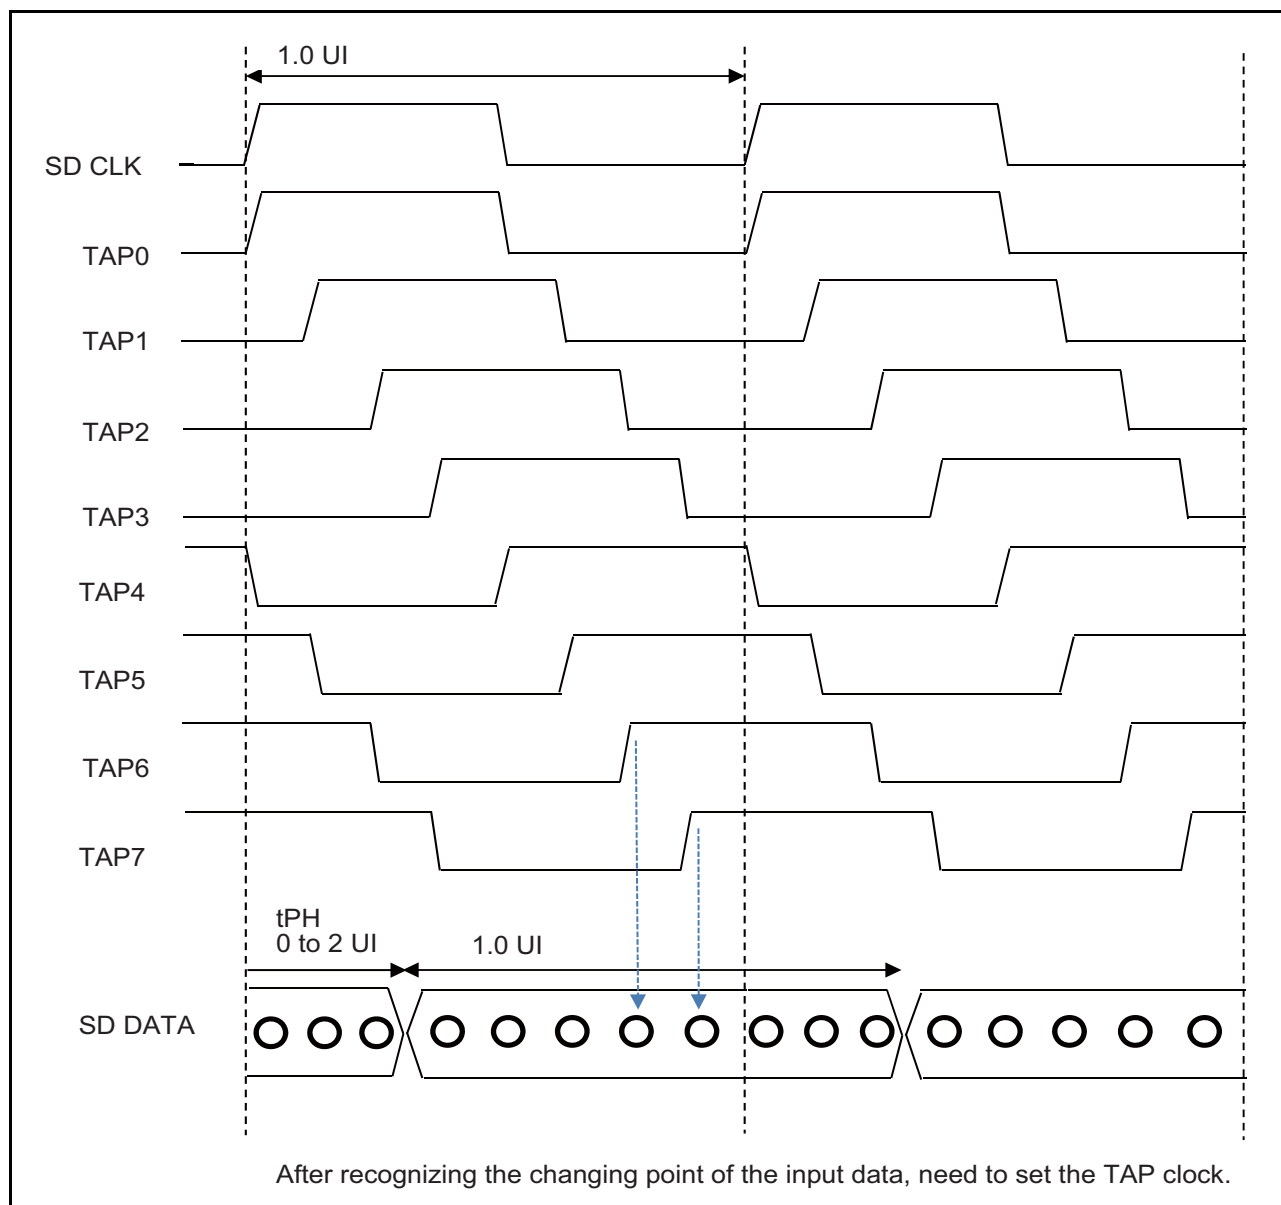 1.0 UI
SD CLK
TAP0
TAP1
TAP2
TAP3
TAP4
TAP5
TAP6
TAP7
tPH
0 to 2 UI
1.0 UI
SD DATA
After recognizing the changing point of the input data, need to set the TAP clock.